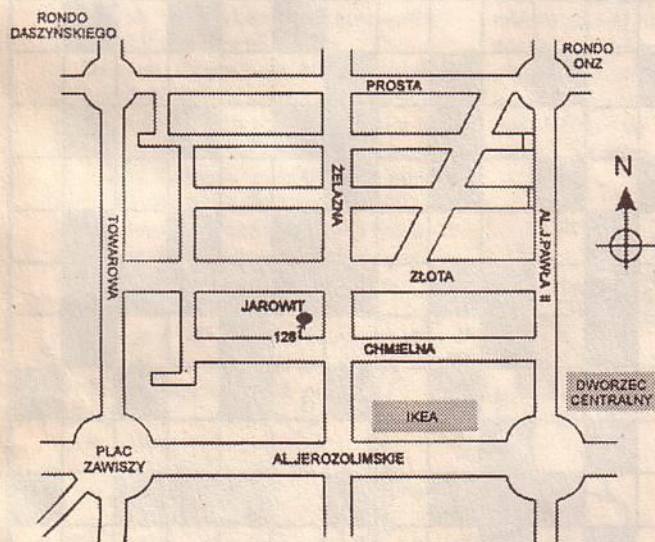 RONDO
DASZYŃSKIEGO
RONDO
ONZ
PROSTA
ŻELAZNA
N
TOWAROWA
AL.J.PAWŁA II
ZŁOTA
JAROWIT
128
CHMIELNA
DWORZEC
CENTRALNY
IKEA
PLAC
ZAWISZY
AL.JEROZOLIMSKIE